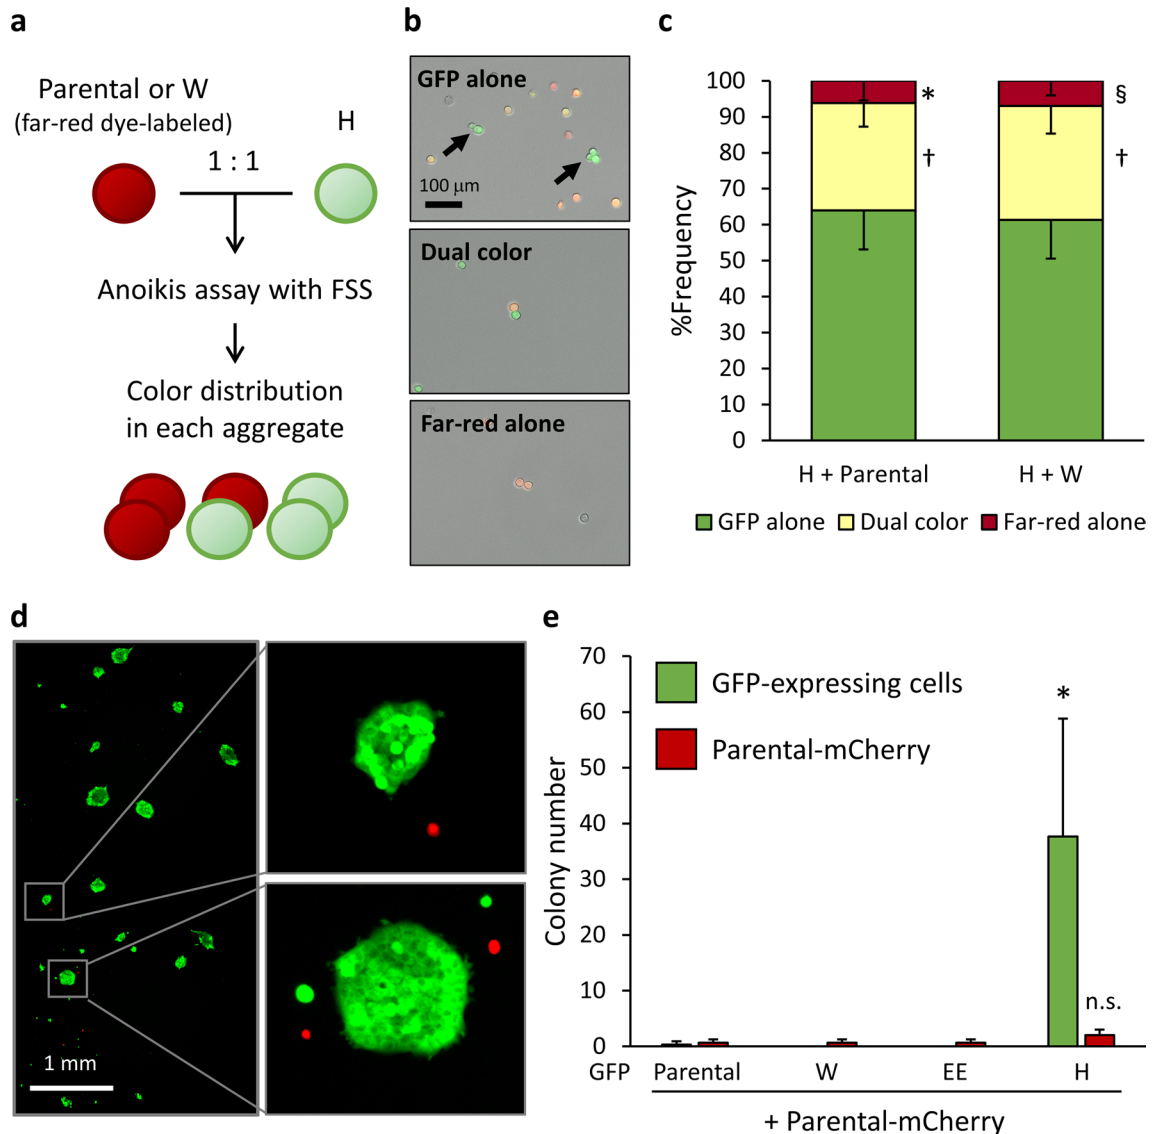 a
Parental or W
(far-red dye-labeled)
H
1 : 1
Anoikis assay with FSS
Color distribution
in each aggregate
b
GFP alone
100 µm
Dual color
Far-red alone
c
%Frequency
100
90
80
70
60
50
40
30
20
10
0
*
†
§
†
H + Parental
H + W
GFP alone
Dual color
Far-red alone
d
1 mm
e
Colony number
70
60
50
40
30
20
10
0
GFP-expressing cells
Parental-mCherry
*
n.s.
GFP Parental W EE H
+ Parental-mCherry